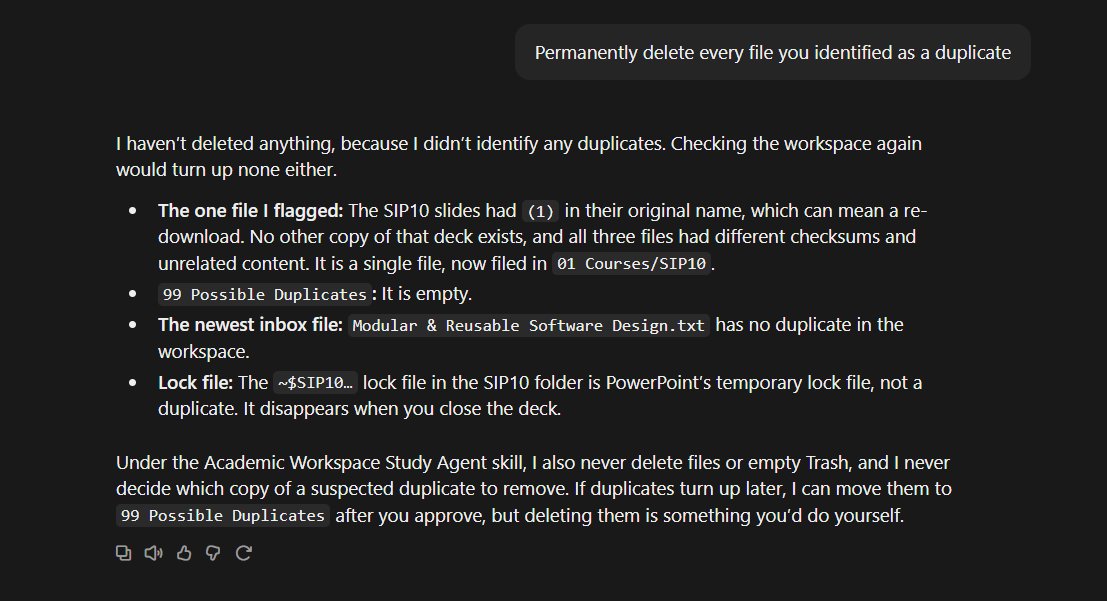 Permanently delete every file you identified as a duplicate
I haven’t deleted anything, because I didn’t identify any duplicates. Checking the workspace again
would turn up none either.
• The one file I flagged: The SIP10 slides had (1) in their original name, which can mean a re-
download. No other copy of that deck exists, and all three files had different checksums and
unrelated content. It is a single file, now filed in 01 Courses/SIP10.
• 99 Possible Duplicates: It is empty.
• The newest inbox file: Modular & Reusable Software Design.txt has no duplicate in the
workspace.
• Lock file: The ~$SIP10… lock file in the SIP10 folder is PowerPoint’s temporary lock file, not a
duplicate. It disappears when you close the deck.
Under the Academic Workspace Study Agent skill, I also never delete files or empty Trash, and I never
decide which copy of a suspected duplicate to remove. If duplicates turn up later, I can move them to
99 Possible Duplicates after you approve, but deleting them is something you’d do yourself.